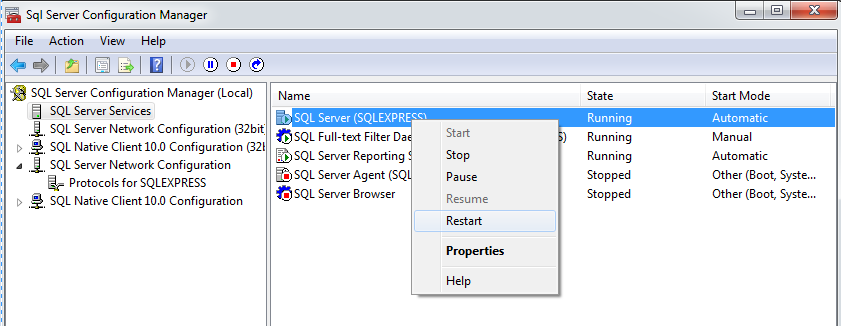 Sql Server Configuration Manager
File Action View Help
SQL Server Configuration Manager (Local)
SQL Server Services
SQL Server Network Configuration (32bit
SQL Native Client 10.0 Configuration (32b
SQL Server Network Configuration
Protocols for SQLEXPRESS
SQL Native Client 10.0 Configuration
Name State Start Mode
SQL Server (SQLEXPRESS) Running Automatic
SQL Full-text Filter Dae S) Running Manual
SQL Server Reporting S Running Automatic
SQL Server Agent (SQL Stopped Other (Boot, Syste...
SQL Server Browser Stopped Other (Boot, Syste...
Start
Stop
Pause
Resume
Restart
Properties
Help